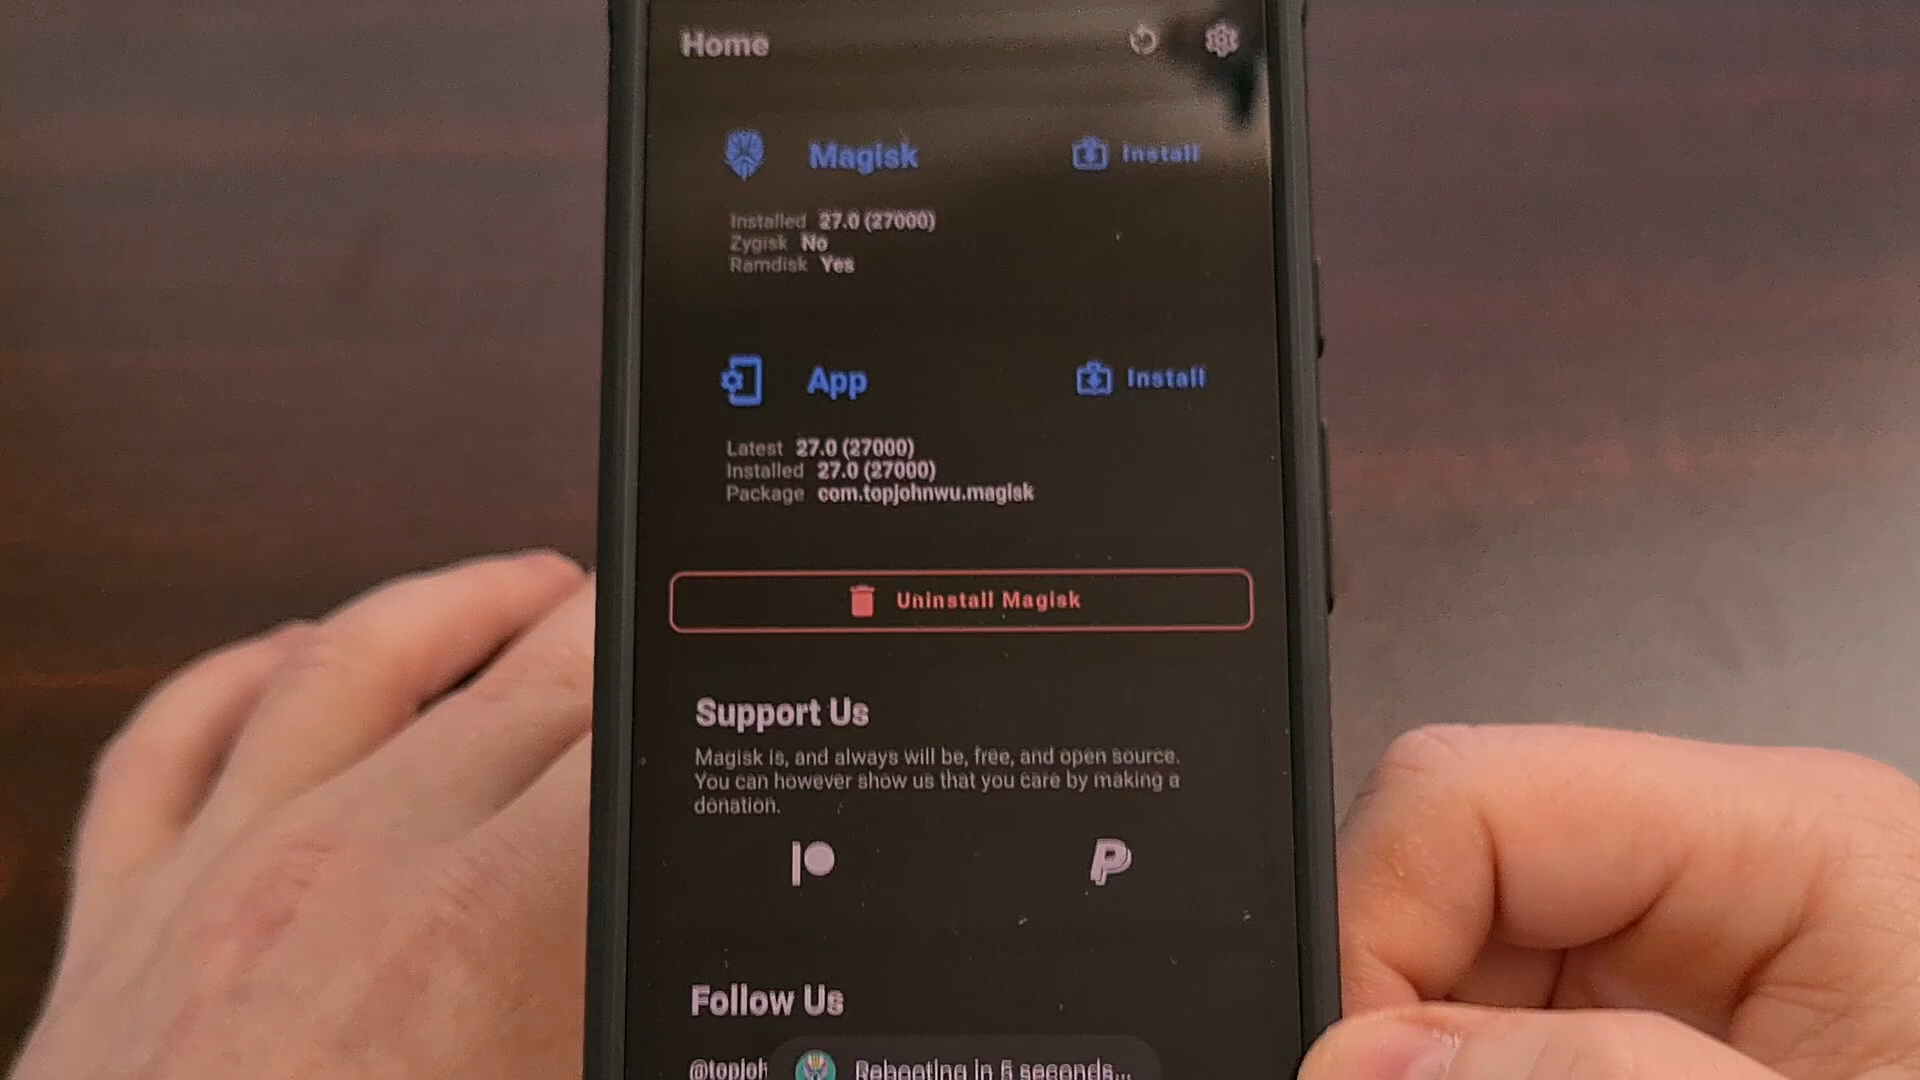 Home
Magisk
Install
Installed 27.0 (27000)
Zygisk No
Ramdisk Yes
App
Install
Latest 27.0 (27000)
Installed 27.0 (27000)
Package com.topjohnwu.magisk
Uninstall Magisk
Support Us
Magisk is, and always will be, free, and open source.
You can however show us that you care by making a
donation.
Follow Us
@topjoh
Rebooting in 5 seconds...